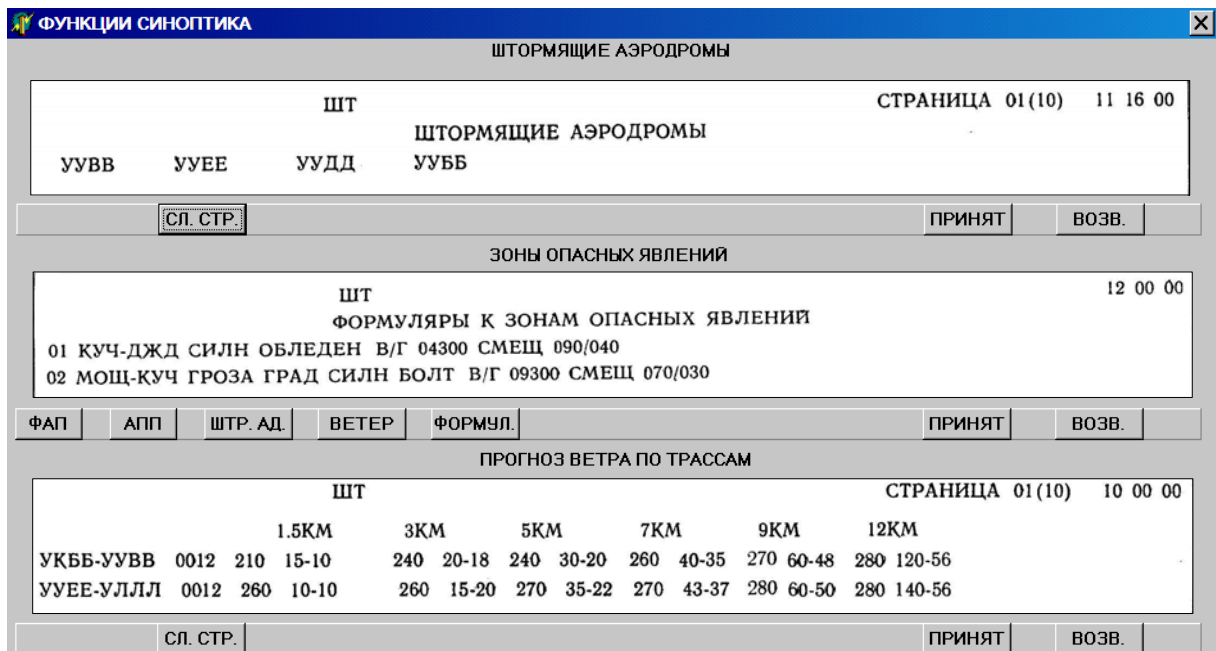 ФУНКЦИИ СИНОПТИКА
ШТОРМЯЩИЕ АЭРОДРОМЫ
ШТ СТРАНИЦА 01(10) 11 16 00
ШТОРМЯЩИЕ АЭРОДРОМЫ
УУВВ УУЕЕ УУДД УУББ
СЛ. СТР. ПРИНЯТ ВОЗВ.
ЗОНЫ ОПАСНЫХ ЯВЛЕНИЙ
ШТ 12 00 00
ФОРМУЛЯРЫ К ЗОНАМ ОПАСНЫХ ЯВЛЕНИЙ
01 КУЧ-ДЖД СИЛН ОБЛЕДЕН В/Г 04300 СМЕЩ 090/040
02 МОЩ-КУЧ ГРОЗА ГРАД СИЛН БОЛТ В/Г 09300 СМЕЩ 070/030
ФАП АПП ШТР. АД. ВЕТЕР ФОРМУЛ. ПРИНЯТ ВОЗВ.
ПРОГНОЗ ВЕТРА ПО ТРАССАМ
ШТ СТРАНИЦА 01(10) 10 00 00
1.5КМ 3КМ 5КМ 7КМ 9КМ 12КМ
УКББ-УУВВ 0012 210 15-10 240 20-18 240 30-20 260 40-35 270 60-48 280 120-56
УУЕЕ-УЛЛЛ 0012 260 10-10 260 15-20 270 35-22 270 43-37 280 60-50 280 140-56
СЛ. СТР. ПРИНЯТ ВОЗВ.